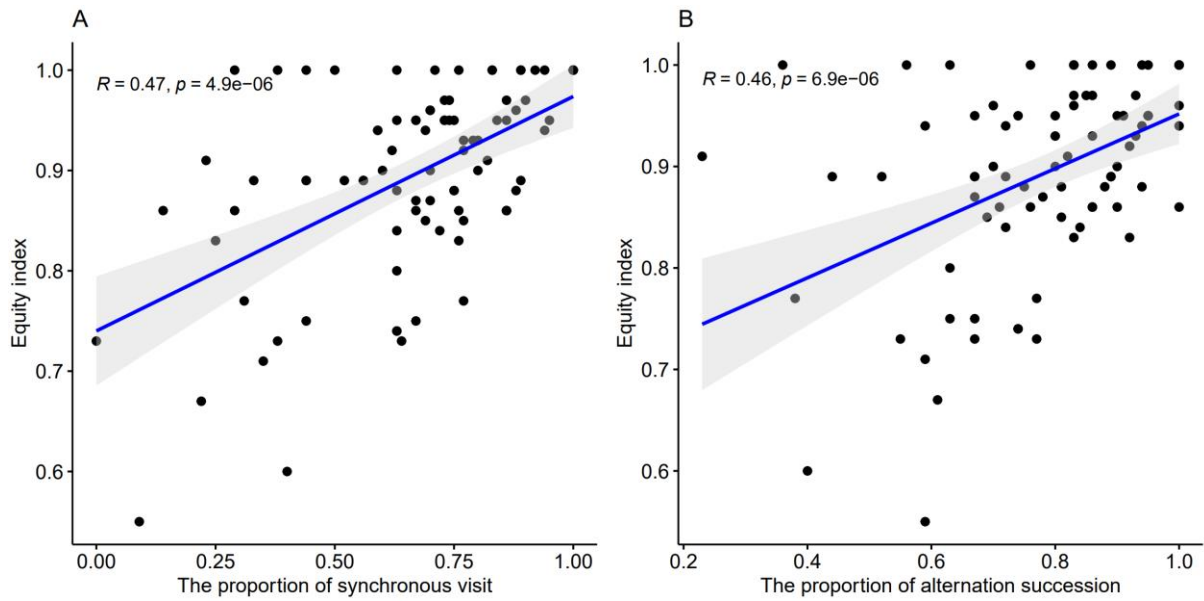 A
R = 0.47, p = 4.9e−06
1.0
0.9
0.8
0.7
0.6
Equity index
0.00
0.25
0.50
0.75
1.00
The proportion of synchronous visit
B
R = 0.46, p = 6.9e−06
1.0
0.9
0.8
0.7
0.6
Equity index
0.2
0.4
0.6
0.8
1.0
The proportion of alternation succession